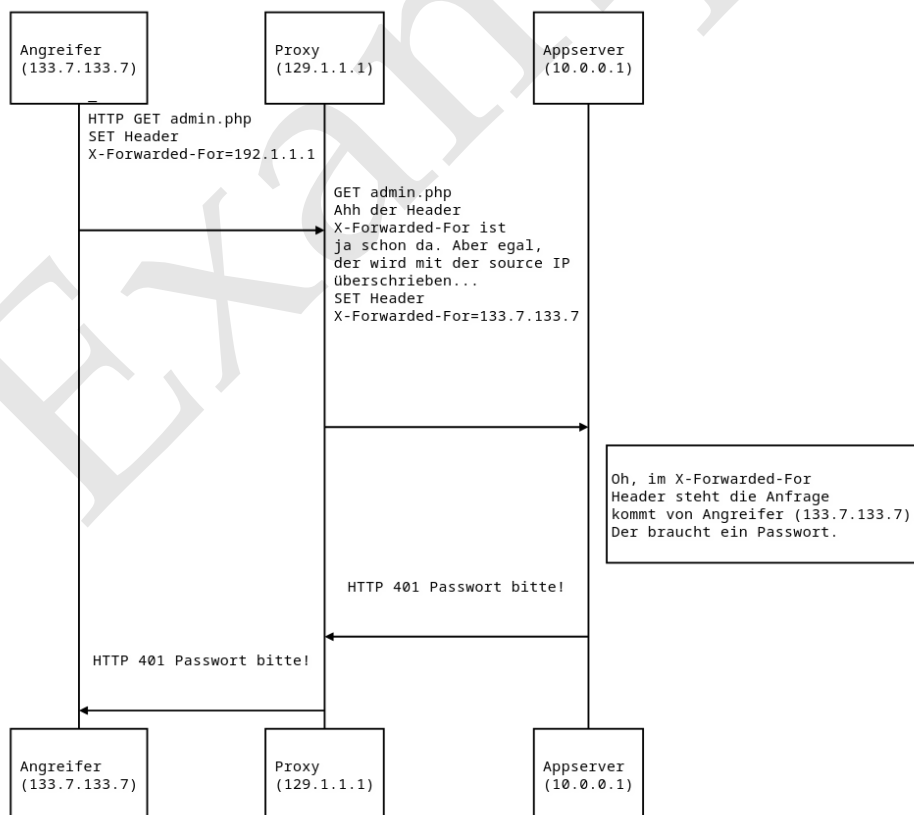 Angreifer
(133.7.133.7)
Proxy
(129.1.1.1)
Appserver
(10.0.0.1)
HTTP GET admin.php
SET Header
X-Forwarded-For=192.1.1.1
GET admin.php
Ahh der Header
X-Forwarded-For ist
ja schon da. Aber egal,
der wird mit der source IP
überschrieben...
SET Header
X-Forwarded-For=133.7.133.7
Oh, im X-Forwarded-For
Header steht die Anfrage
kommt von Angreifer (133.7.133.7)
Der braucht ein Passwort.
HTTP 401 Passwort bitte!
HTTP 401 Passwort bitte!
Angreifer
(133.7.133.7)
Proxy
(129.1.1.1)
Appserver
(10.0.0.1)